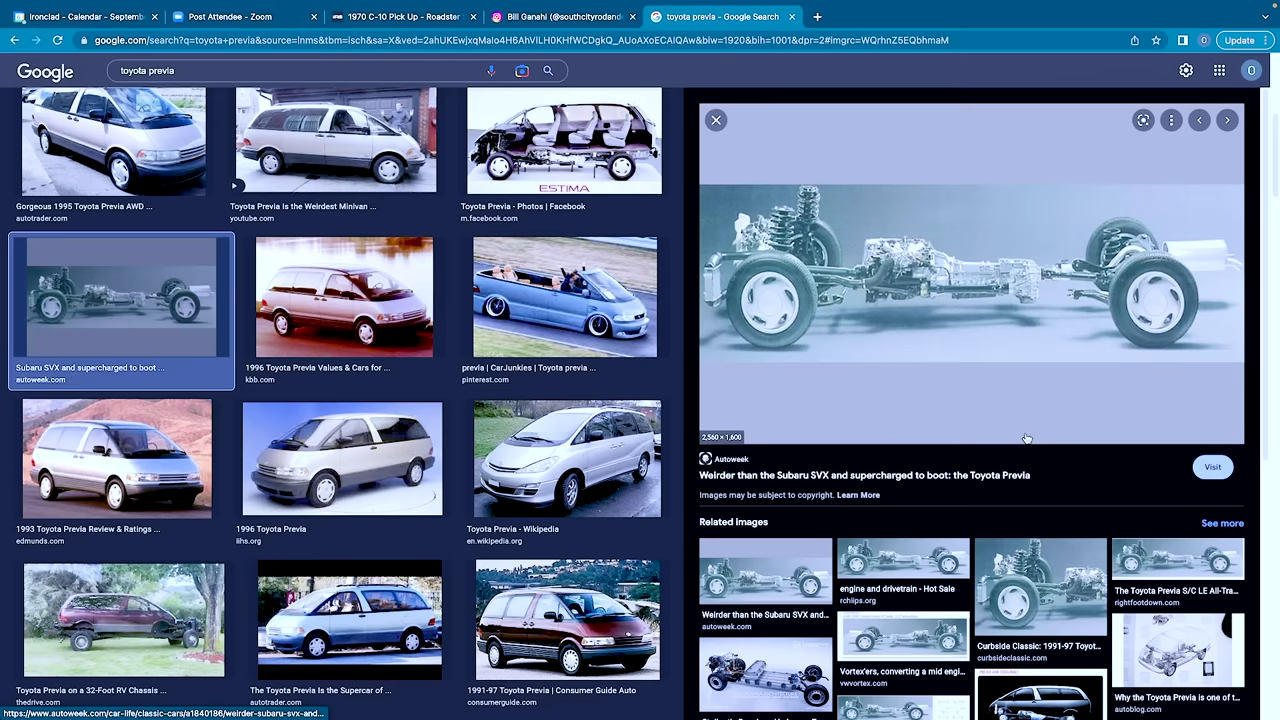 Ironclad - Calendar - Septemb
Post Attendee - Zoom
1970 C-10 Pick Up - Roadster
Bill Ganahl (@southcityrodand
toyota previa - Google Search
google.com/search?q=toyota+previa&source=lnms&tbm=isch&sa=X&ved=2ahUKEwjxqMalo4H6AhVILH0KHfWCDgkQ_AUoAXoECAIQAw&biw=1920&bih=1001&dpr=2#imgrc=WQrhnZ5EQbhmaM
O
Update
Google
toyota previa
O
ESTIMA
Gorgeous 1995 Toyota Previa AWD ...
autotrader.com
Toyota Previa Is the Weirdest Minivan ...
youtube.com
Toyota Previa - Photos | Facebook
m.facebook.com
Subaru SVX and supercharged to boot ...
autoweek.com
1996 Toyota Previa Values & Cars for ...
kbb.com
previa | CarJunkies | Toyota previa ...
pinterest.com
1993 Toyota Previa Review & Ratings ...
edmunds.com
1996 Toyota Previa
iihs.org
Toyota Previa - Wikipedia
en.wikipedia.org
Toyota Previa on a 32-Foot RV Chassis ...
thedrive.com
The Toyota Previa Is the Supercar of ...
autotrader.com
1991-97 Toyota Previa | Consumer Guide Auto
consumerguide.com
https://www.autoweek.com/car-life/classic-cars/a1840186/weirder-subaru-svx-and...
2,560 × 1,600
Autoweek
Weirder than the Subaru SVX and supercharged to boot: the Toyota Previa
Visit
Images may be subject to copyright. Learn More
Related images
See more
Weirder than the Subaru SVX and...
autoweek.com
engine and drivetrain - Hot Sale
rchlips.org
Vortex'ers, converting a mid engi...
vwvortex.com
Curbside Classic: 1991-97 Toyot...
curbsideclassic.com
The Toyota Previa S/C LE All-Tra...
rightfootdown.com
Why the Toyota Previa is one of t...
autoblog.com